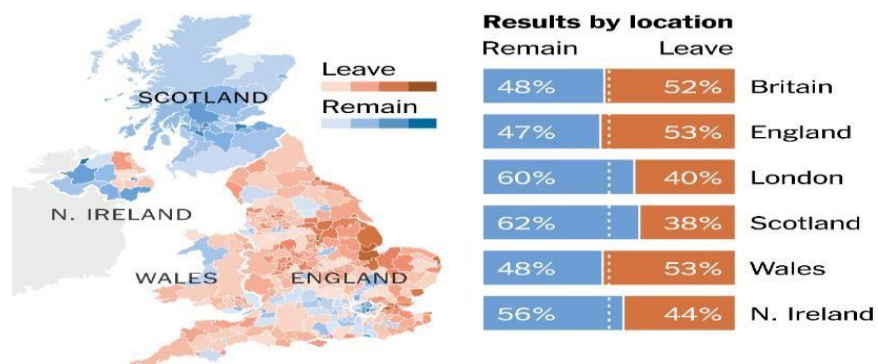 SCOTLAND
Leave
Remain
N. IRELAND
WALES
ENGLAND
Results by location
Remain Leave
48% 52% Britain
47% 53% England
60% 40% London
62% 38% Scotland
48% 53% Wales
56% 44% N. Ireland